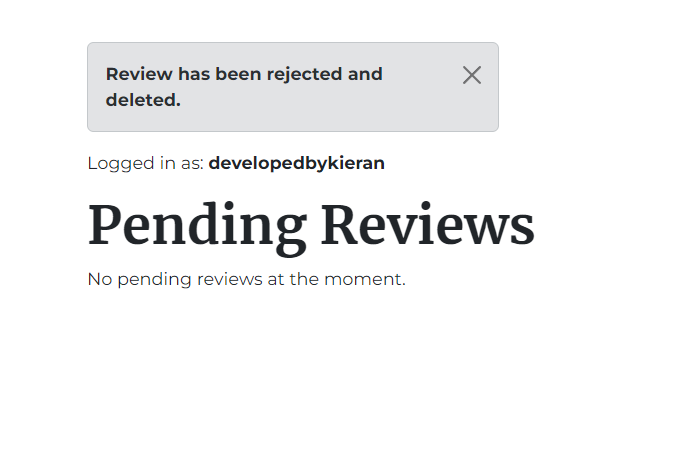 Review has been rejected and
deleted.
Logged in as: developedbykieran
Pending Reviews
No pending reviews at the moment.